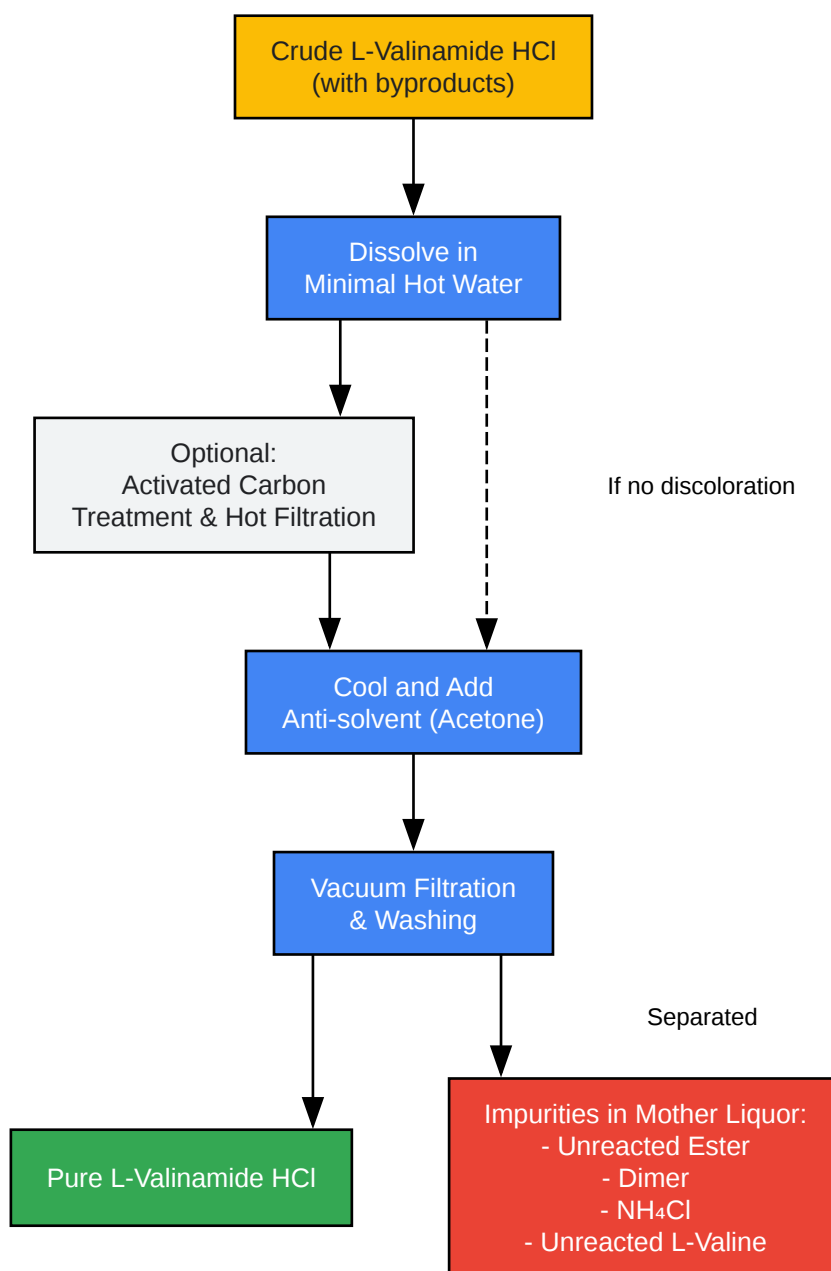 Crude L-Valinamide HCl
(with byproducts)
Dissolve in
Minimal Hot Water
Optional:
Activated Carbon
Treatment & Hot Filtration
If no discoloration
Cool and Add
Anti-solvent (Acetone)
Vacuum Filtration
& Washing
Separated
Pure L-Valinamide HCl
Impurities in Mother Liquor:
- Unreacted Ester
- Dimer
- NH₄Cl
- Unreacted L-Valine